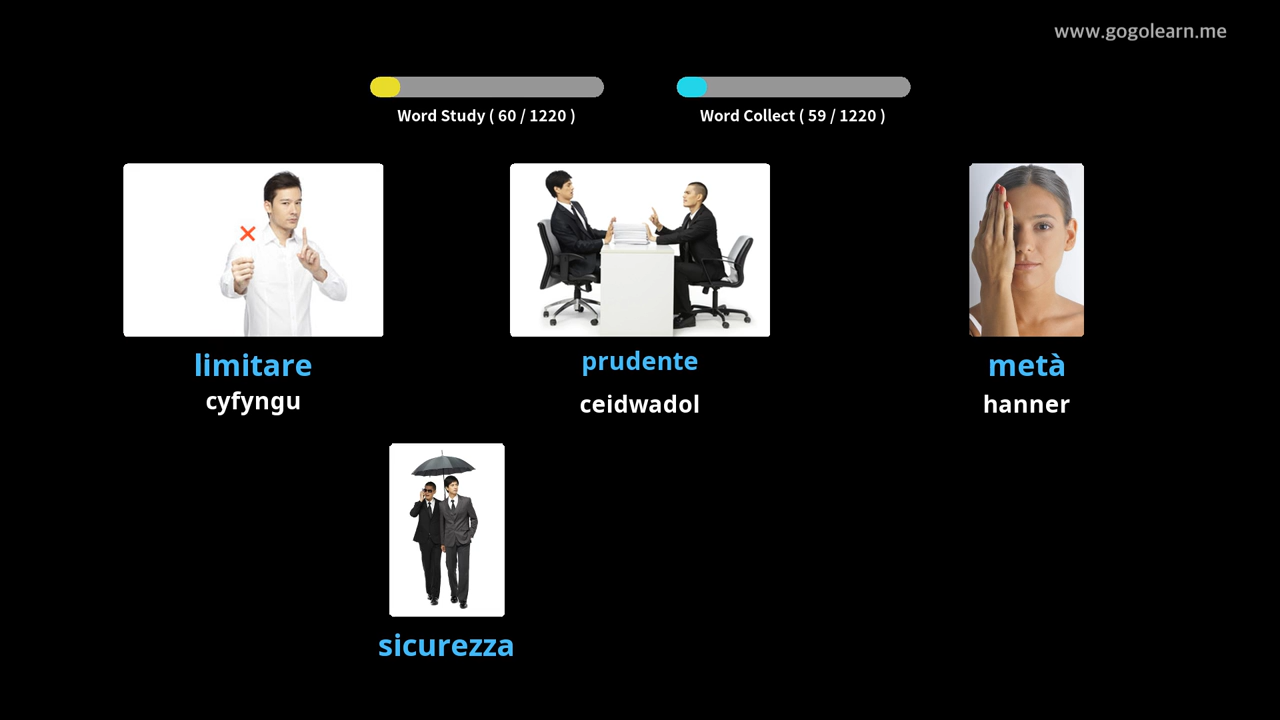 www.gogolearn.me
Word Study ( 60 / 1220 )
Word Collect ( 59 / 1220 )
limitare
cyfyngu
prudente
ceidwadol
metà
hanner
sicurezza